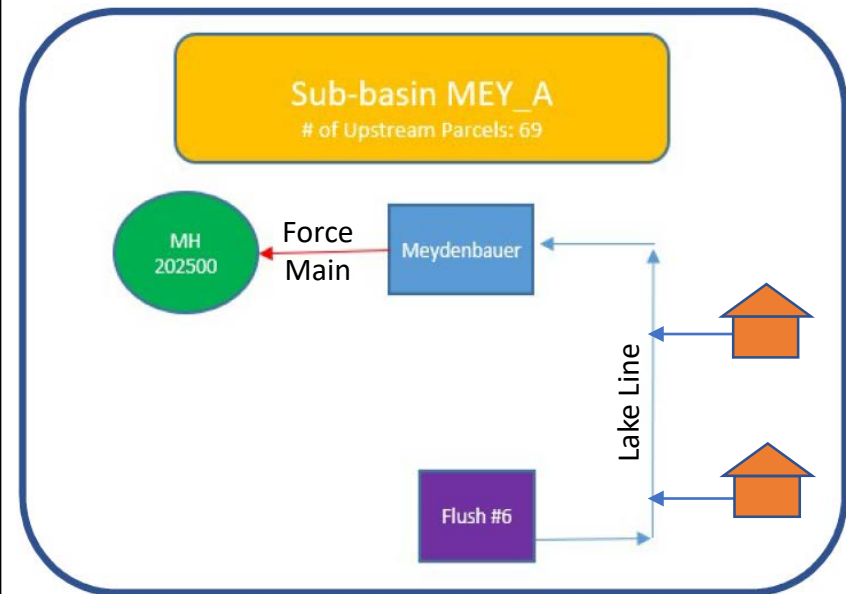 Sub-basin MEY_A
# of Upstream Parcels: 69
MH
202500
Force
Main
Meydenbauer
Lake Line
Flush #6